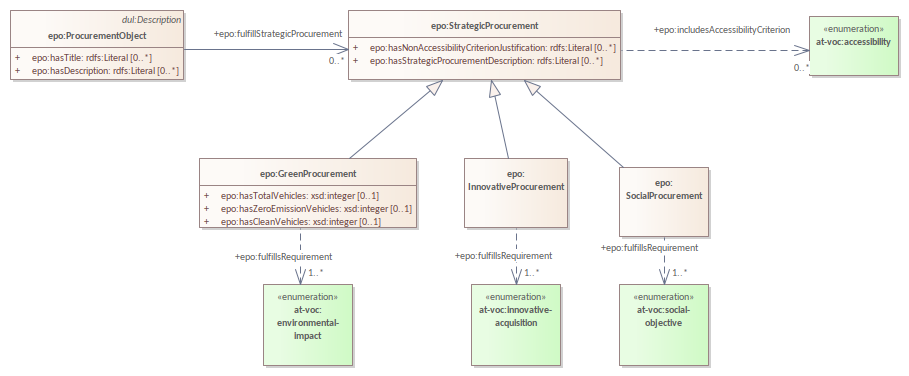 dul:Description
epo:ProcurementObject
+ epo:hasTitle: rdfs:Literal [0..*]
+ epo:hasDescription: rdfs:Literal [0..*]
+epo:fulfillStrategicProcurement
0..*
epo:StrategicProcurement
+ epo:hasNonAccessibilityCriterionJustification: rdfs:Literal [0..*]
+ epo:hasStrategicProcurementDescription: rdfs:Literal [0..*]
+epo:includesAccessibilityCriterion
0..*
«enumeration»
at-voc:accessibility
epo:GreenProcurement
+ epo:hasTotalVehicles: xsd:integer [0..1]
+ epo:hasZeroEmissionVehicles: xsd:integer [0..1]
+ epo:hasCleanVehicles: xsd:integer [0..1]
epo:
InnovativeProcurement
epo:
SocialProcurement
+epo:fulfillsRequirement
1..*
+epo:fulfillsRequirement
1..*
+epo:fulfillsRequirement
1..*
«enumeration»
at-voc:
environmental-
impact
«enumeration»
at-voc:innovative-
acquisition
«enumeration»
at-voc:social-
objective